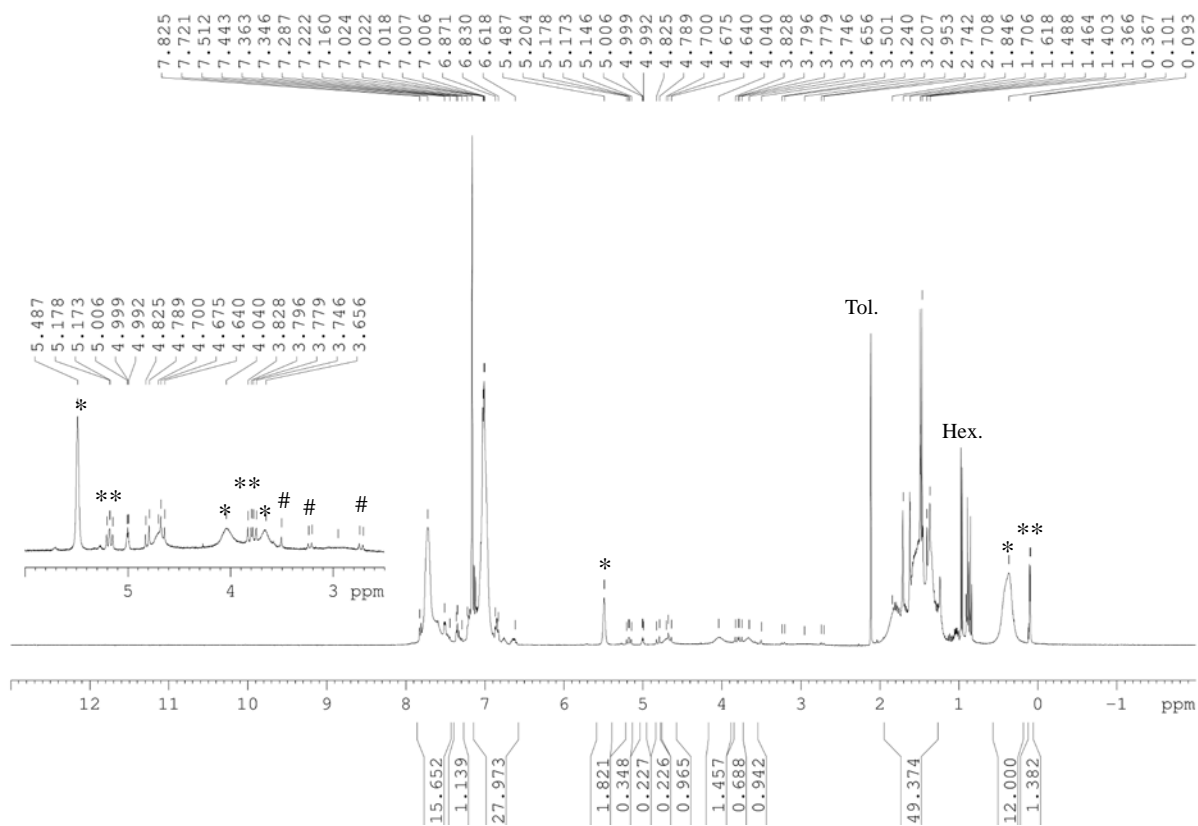 7.825 7.721 7.512 7.443 7.363 7.346 7.287 7.222 7.160 7.024 7.022 7.018 7.007 7.006 6.871 6.830 6.618 5.487 5.204 5.178 5.173 5.146 5.006 4.999 4.992 4.825 4.789 4.700 4.675 4.640 4.040 3.828 3.796 3.779 3.746 3.656 3.501 3.240 3.207 2.953 2.742 2.708 1.846 1.706 1.618 1.488 1.464 1.403 1.366 0.367 0.101 0.093
5.487 5.178 5.173 5.006 4.999 4.992 4.825 4.789 4.700 4.675 4.640 4.040 3.828 3.796 3.779 3.746 3.656
Tol.
*
Hex.
** ** # # #
* *
** *
*
5 4 3 ppm
12 11 10 9 8 7 6 5 4 3 2 1 0 -1 ppm
15.652 1.139 27.973 1.821 0.348 0.227 0.226 0.965 1.457 0.688 0.942 49.374 12.000 1.382